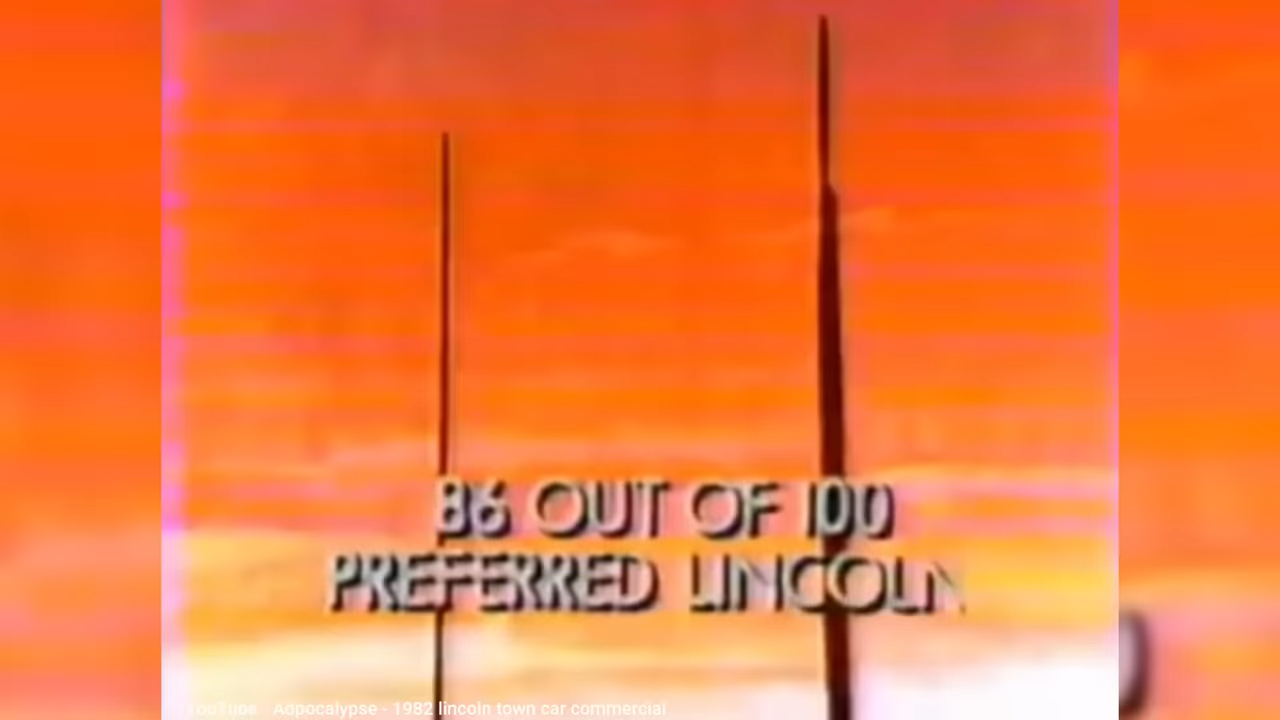 86 OUT OF 100
PREFERRED LINCOLN
YouTube - Adpocalypse - 1982 lincoln town car commercial